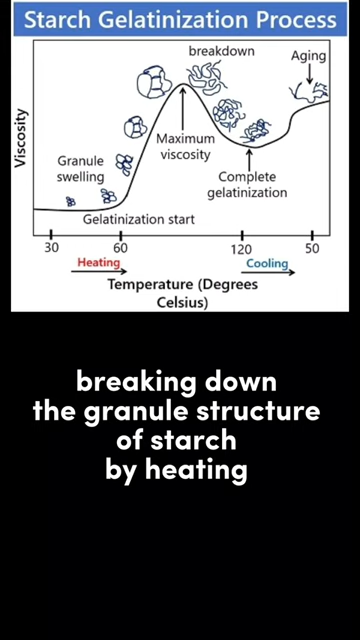 Starch Gelatinization Process
breakdown
Aging
Viscosity
Maximum
viscosity
Granule
swelling
Complete
gelatinization
Gelatinization start
30 60 120 50
Heating Cooling
Temperature (Degrees
Celsius)
breaking down
the granule structure
of starch
by heating